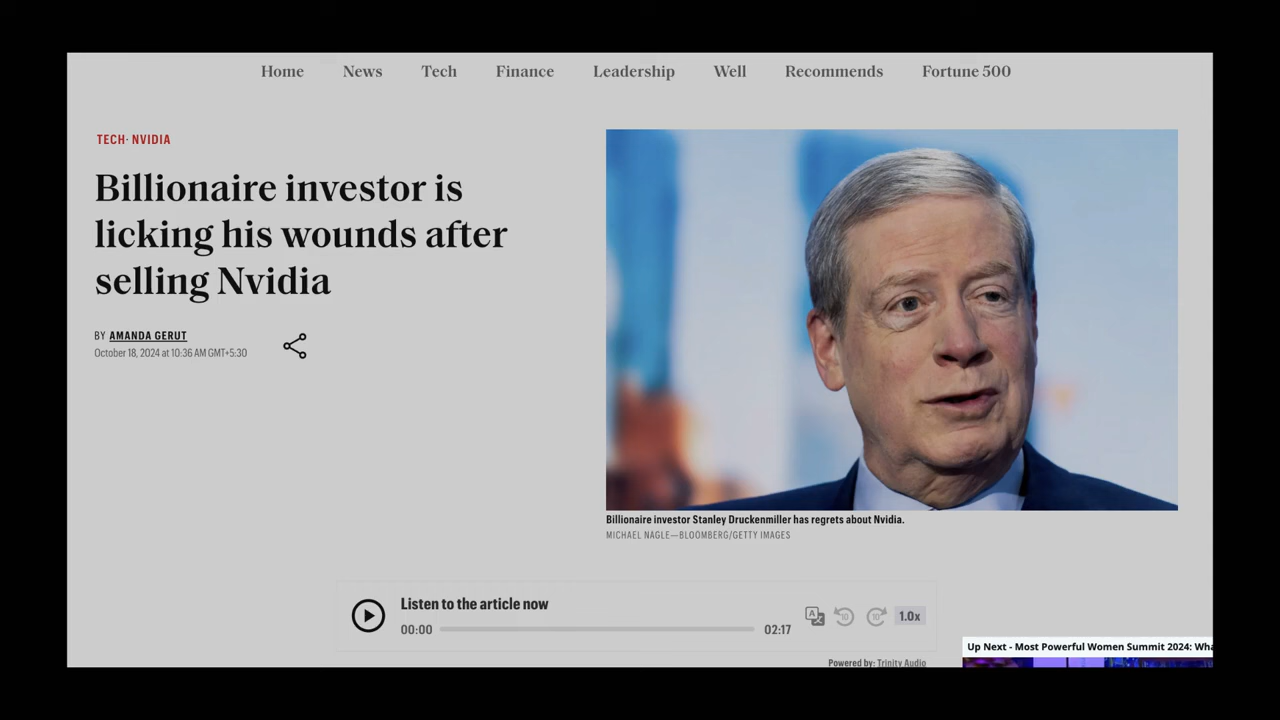 Home News Tech Finance Leadership Well Recommends Fortune 500
TECH· NVIDIA
Billionaire investor is
licking his wounds after
selling Nvidia
BY AMANDA GERUT
October 18, 2024 at 10:36 AM GMT+5:30
Billionaire investor Stanley Druckenmiller has regrets about Nvidia.
MICHAEL NAGLE—BLOOMBERG/GETTY IMAGES
Listen to the article now
00:00 02:17 10 10 1.0x
Powered by: Trinity Audio
Up Next - Most Powerful Women Summit 2024: Wha